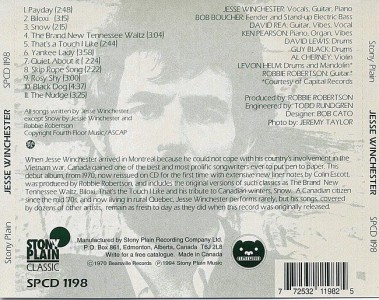 1. Payday (2:44)
2. Biloxi (3:15)
3. Snow (2:15)
4. The Brand New Tennessee Waltz (3:05)
5. That's a Touch I Like (2:44)
6. Yankee Lady (3:58)
7. Quiet About it (1:50)
8. Skip Rope Song (2:22)
9. Rosy Shy (3:00)
10. Black Dog (4:37)
11. The Nudge (3:25)
All songs written by Jesse Winchester
except Snow by Jesse Winchester and
Robbie Robertson
Copyright Fourth Floor Music/ASCAP
JESSE WINCHESTER: Vocals, Guitar, Piano
BOB BOUCHER: Fender and Stand-up Electric Bass
DAVID REA: Guitar, Vocals
KEN PEARSON: Piano, Organ, Vibes
DAVID LEWIS: Drums
GUY BLACK: Drums
AL CHERNEY: Violin
LEVON HELM: Drums and Mandolin*
ROBBIE ROBERTSON: Guitar*
*Courtesy of Capitol Records
PRODUCED BY ROBBIE ROBERTSON
ENGINEERED BY TODD RUNDGREN
DESIGNER: BOB CATO
PHOTO: JEREMY TAYLOR
When Jesse Winchester arrived in Montreal because he could not cope with his country's involvement in the
Vietnam war, Canada gained one of the best and most prolific songwriters ever to put pen to paper. This
debut album, from 1970, now reissued on CD for the first time with extensive new liner notes by Colin Escott,
was produced by Robbie Robertson, and includes the original versions of such classics as The Brand New
Tennessee Waltz, Biloxi, That's the Touch I Like and his tribute to Canadian winters, Snow. A Canadian citizen
since the mid 70's, and now living in rural Quebec, Jesse Winchester performs rarely, but his songs, covered
by dozens of other artists, remain as fresh to day as they did when this record was originally released.
STONY
PLAIN
CLASSIC
SPCD 1198
Manufactured by Stony Plain Recording Company Ltd.
P.O. Box 861, Edmonton, Alberta, Canada T5J 2L8
Write for a free catalogue. Made in Canada
© 1970 Bearsville Records Ⓟ 1994 Stony Plain Records
BEARSVILLE
7 72532 11982 5
SPCD 1198
JESSE WINCHESTER
Stony Plain
Stony Plain
JESSE WINCHESTER
SPCD 1198